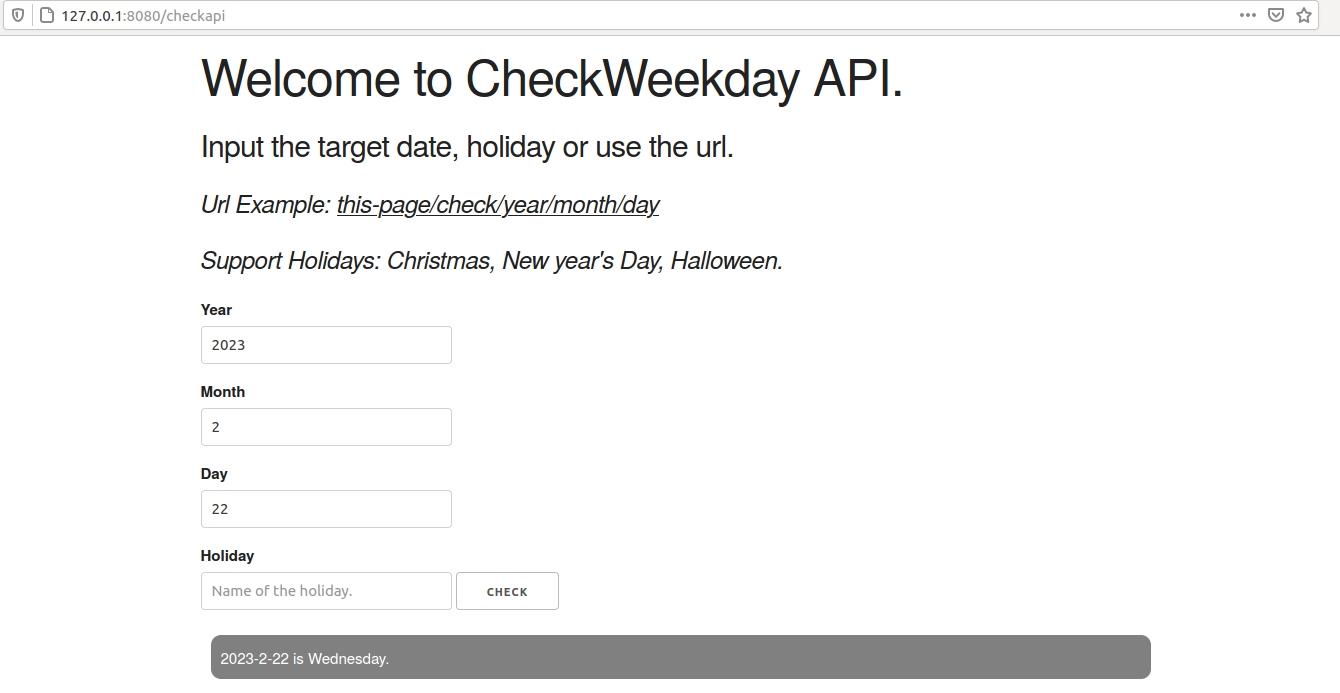 127.0.0.1:8080/checkapi
Welcome to CheckWeekday API.
Input the target date, holiday or use the url.
Url Example: this-page/check/year/month/day
Support Holidays: Christmas, New year's Day, Halloween.
Year
2023
Month
2
Day
22
Holiday
Name of the holiday.
CHECK
2023-2-22 is Wednesday.